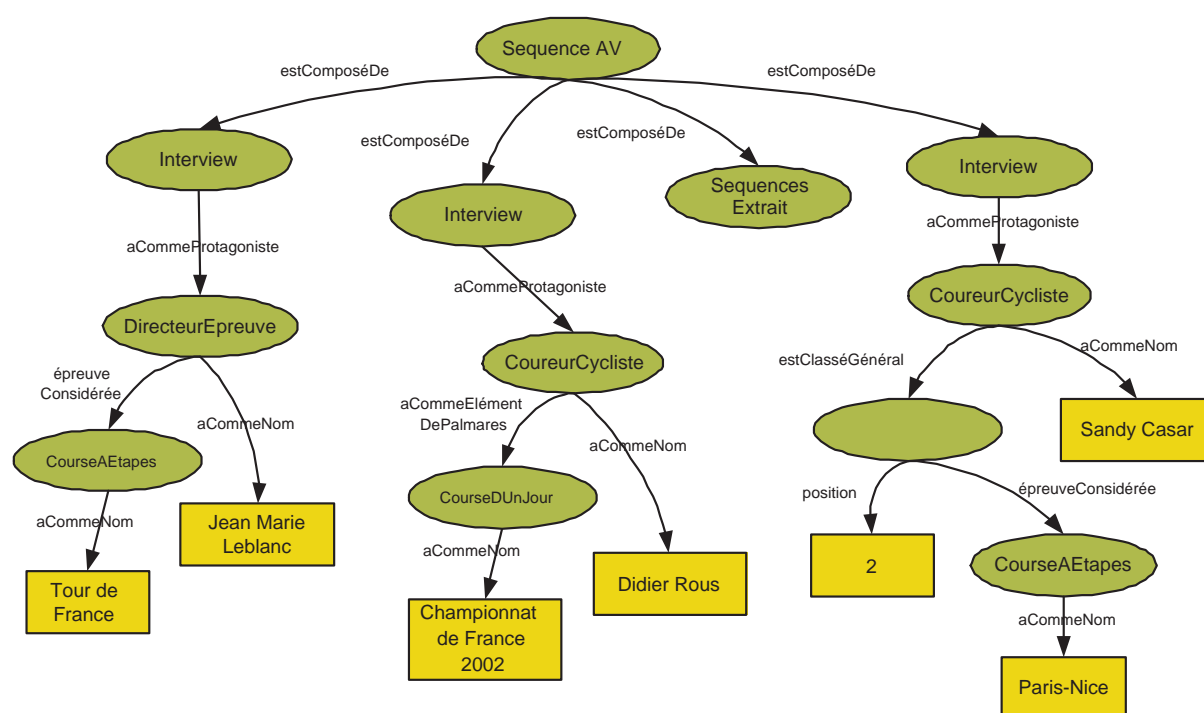 Sequence AV
estComposéDe
estComposéDe
estComposéDe
estComposéDe
Interview
Interview
Sequences
Extrait
Interview
aCommeProtagoniste
aCommeProtagoniste
aCommeProtagoniste
DirecteurEpreuve
CoureurCycliste
CoureurCycliste
épreuve
Considérée
aCommeNom
aCommeElément
DePalmares
aCommeNom
estClasséGénéral
aCommeNom
CourseAEtapes
CourseDUnJour
Sandy Casar
aCommeNom
Jean Marie
Leblanc
aCommeNom
Didier Rous
position
épreuveConsidérée
Tour de
France
Championnat
de France
2002
2
CourseAEtapes
aCommeNom
Paris-Nice